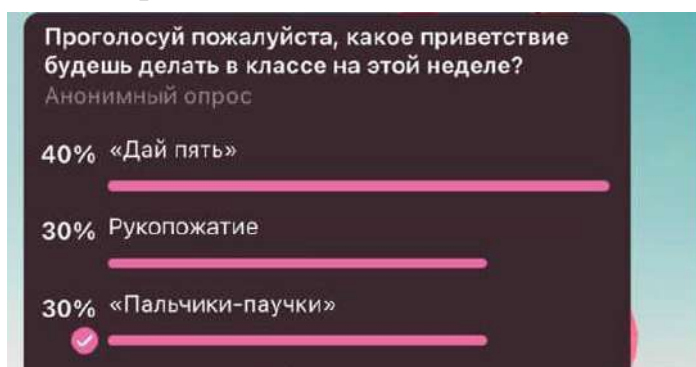 Проголосуй пожалуйста, какое приветствие
будешь делать в классе на этой неделе?
Анонимный опрос
40% «Дай пять»
30% Рукопожатие
30% «Пальчики-паучки»